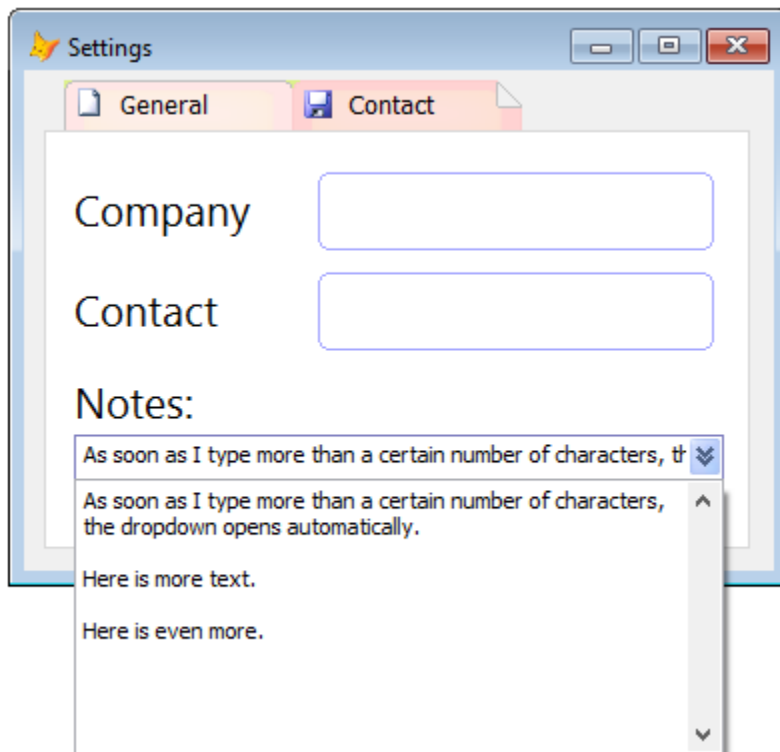 Settings
General
Contact
Company
Contact
Notes:
As soon as I type more than a certain number of characters, th
As soon as I type more than a certain number of characters,
the dropdown opens automatically.
Here is more text.
Here is even more.